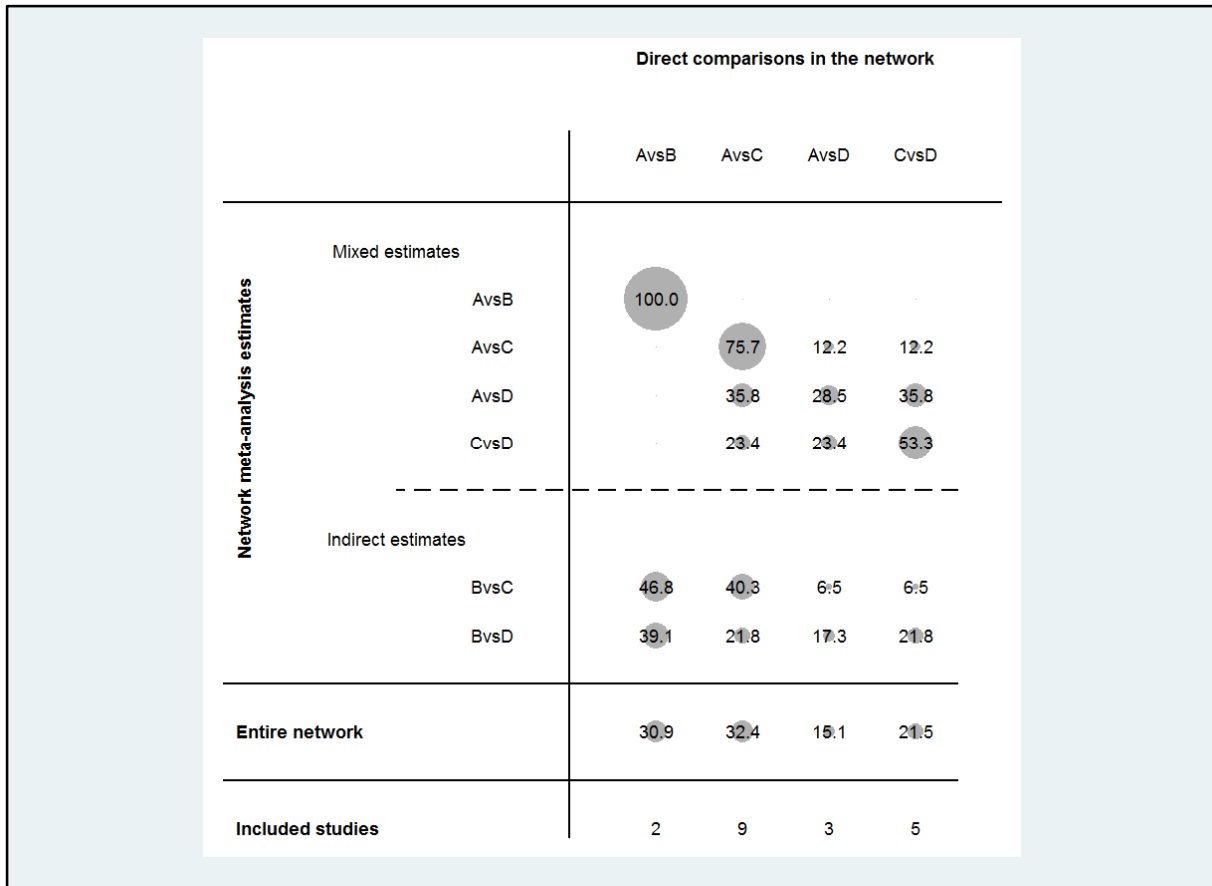 Direct comparisons in the network
AvsB AvsC AvsD CvsD
Network meta-analysis estimates
Mixed estimates
AvsB 100.0
AvsC 75.7 12.2 12.2
AvsD 35.8 28.5 35.8
CvsD 23.4 23.4 53.3
Indirect estimates
BvsC 46.8 40.3 6.5 6.5
BvsD 39.1 21.8 17.3 21.8
Entire network 30.9 32.4 15.1 21.5
Included studies 2 9 3 5